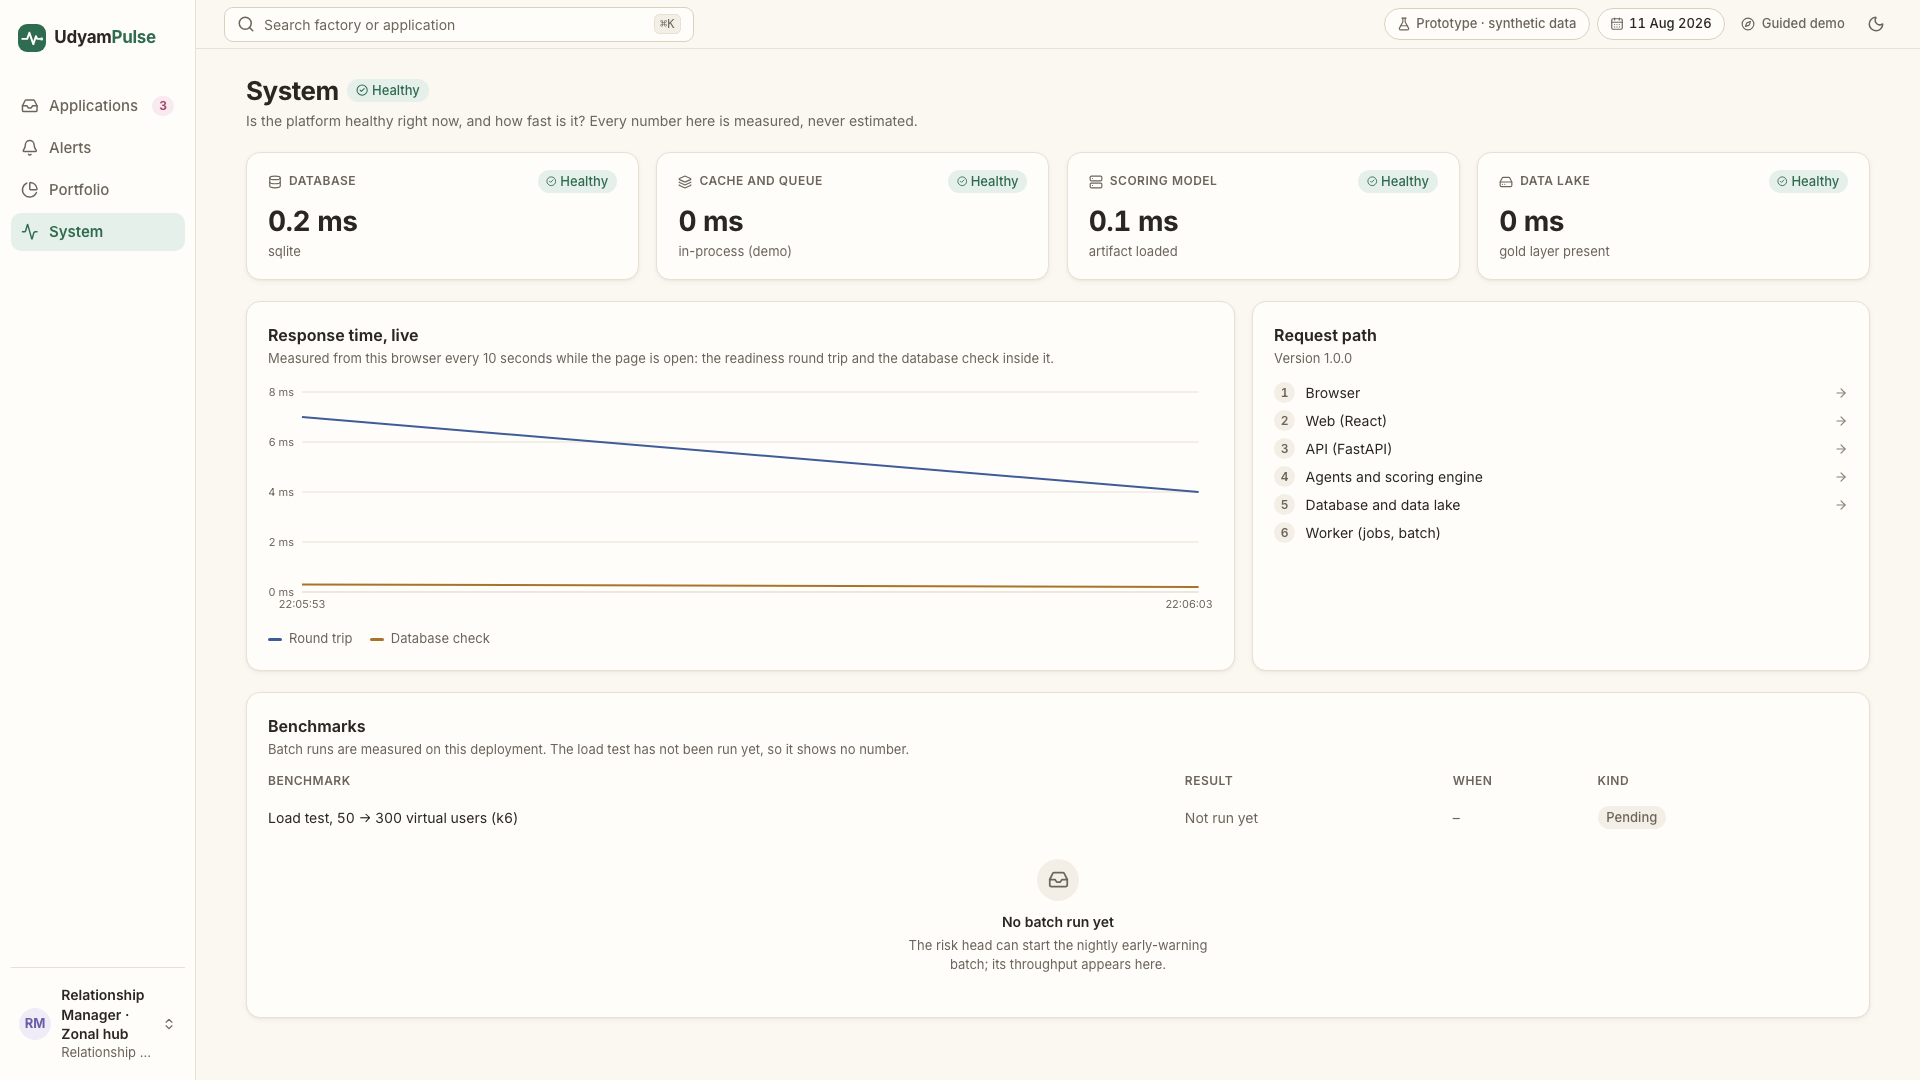 UdyamPulse
Search factory or application
⌘K
Prototype · synthetic data
11 Aug 2026
Guided demo
Applications
3
Alerts
Portfolio
System
System
Healthy
Is the platform healthy right now, and how fast is it? Every number here is measured, never estimated.
DATABASE
Healthy
0.2 ms
sqlite
CACHE AND QUEUE
Healthy
0 ms
in-process (demo)
SCORING MODEL
Healthy
0.1 ms
artifact loaded
DATA LAKE
Healthy
0 ms
gold layer present
Response time, live
Measured from this browser every 10 seconds while the page is open: the readiness round trip and the database check inside it.
8 ms
6 ms
4 ms
2 ms
0 ms
22:05:53
22:06:03
Round trip
Database check
Request path
Version 1.0.0
1 Browser
2 Web (React)
3 API (FastAPI)
4 Agents and scoring engine
5 Database and data lake
6 Worker (jobs, batch)
Benchmarks
Batch runs are measured on this deployment. The load test has not been run yet, so it shows no number.
BENCHMARK RESULT WHEN KIND
Load test, 50 → 300 virtual users (k6) Not run yet – Pending
No batch run yet
The risk head can start the nightly early-warning
batch; its throughput appears here.
RM
Relationship
Manager ·
Zonal hub
Relationship ...